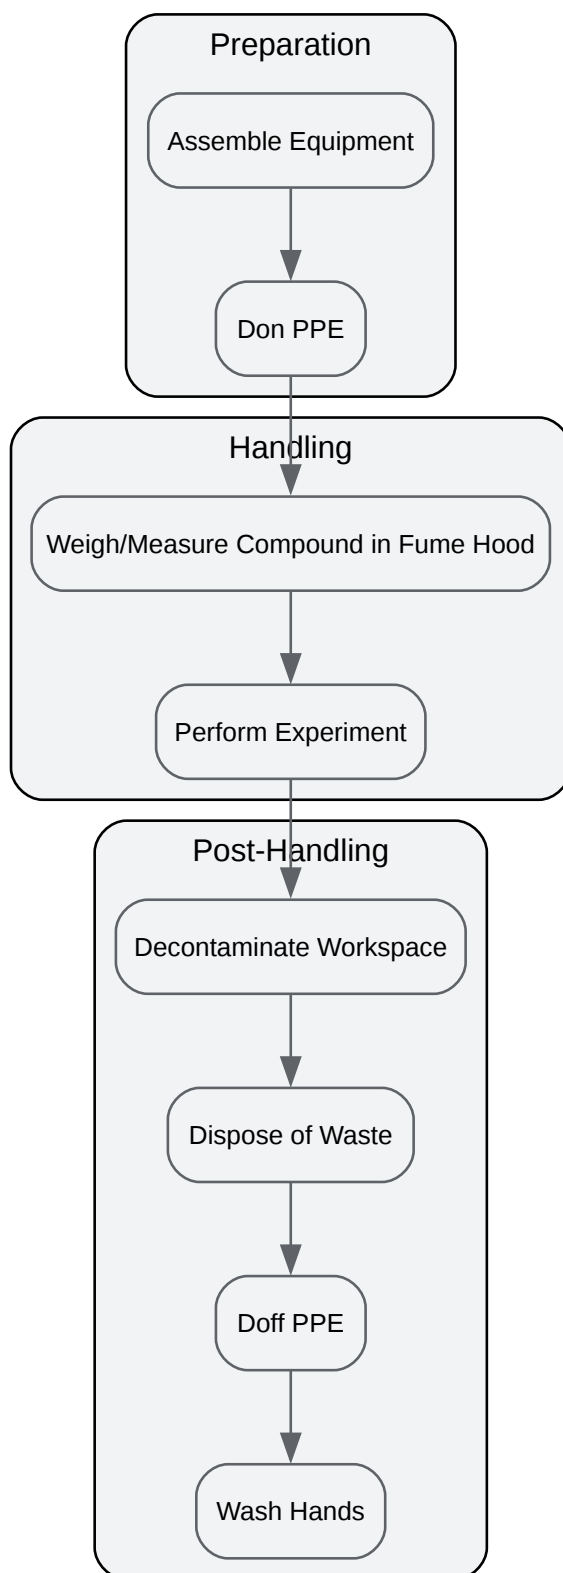 Preparation
Assemble Equipment
Don PPE
Handling
Weigh/Measure Compound in Fume Hood
Perform Experiment
Post-Handling
Decontaminate Workspace
Dispose of Waste
Doff PPE
Wash Hands